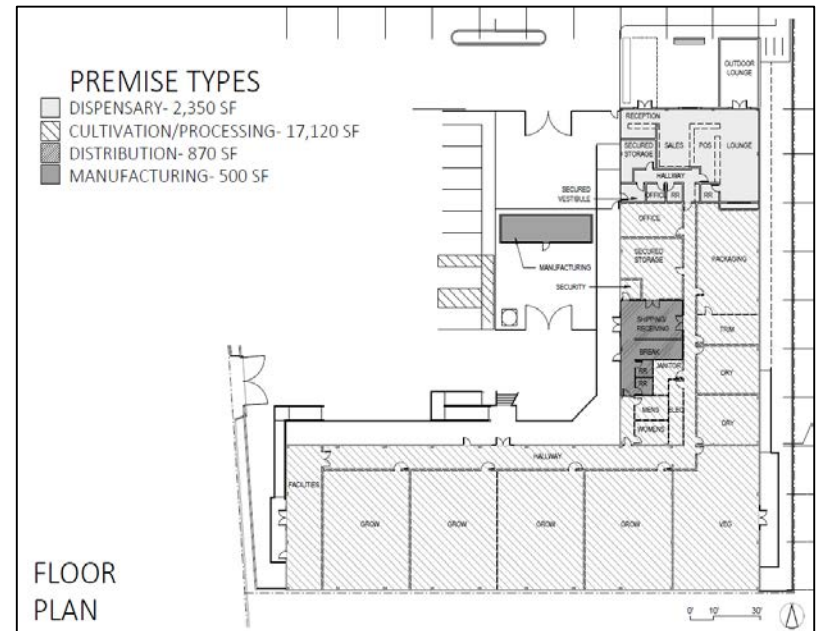 PREMISE TYPES
DISPENSARY- 2,350 SF
CULTIVATION/PROCESSING- 17,120 SF
DISTRIBUTION- 870 SF
MANUFACTURING- 500 SF
OUTDOOR
LOUNGE
RECEPTION
SECURED
STORAGE
SALES
POS
LOUNGE
HALLWAY
SECURED
VESTIBULE
OFFICE
RR
RR
OFFICE
SECURED
STORAGE
PACKAGING
MANUFACTURING
SECURITY
SHIPPING/
RECEIVING
TRIM
BREAK
JANITOR
RR
RR
DRY
MENS
ELEC
WOMENS
DRY
HALLWAY
FACILITIES
GROW
GROW
GROW
GROW
VEG
FLOOR
PLAN
0' 10' 30'